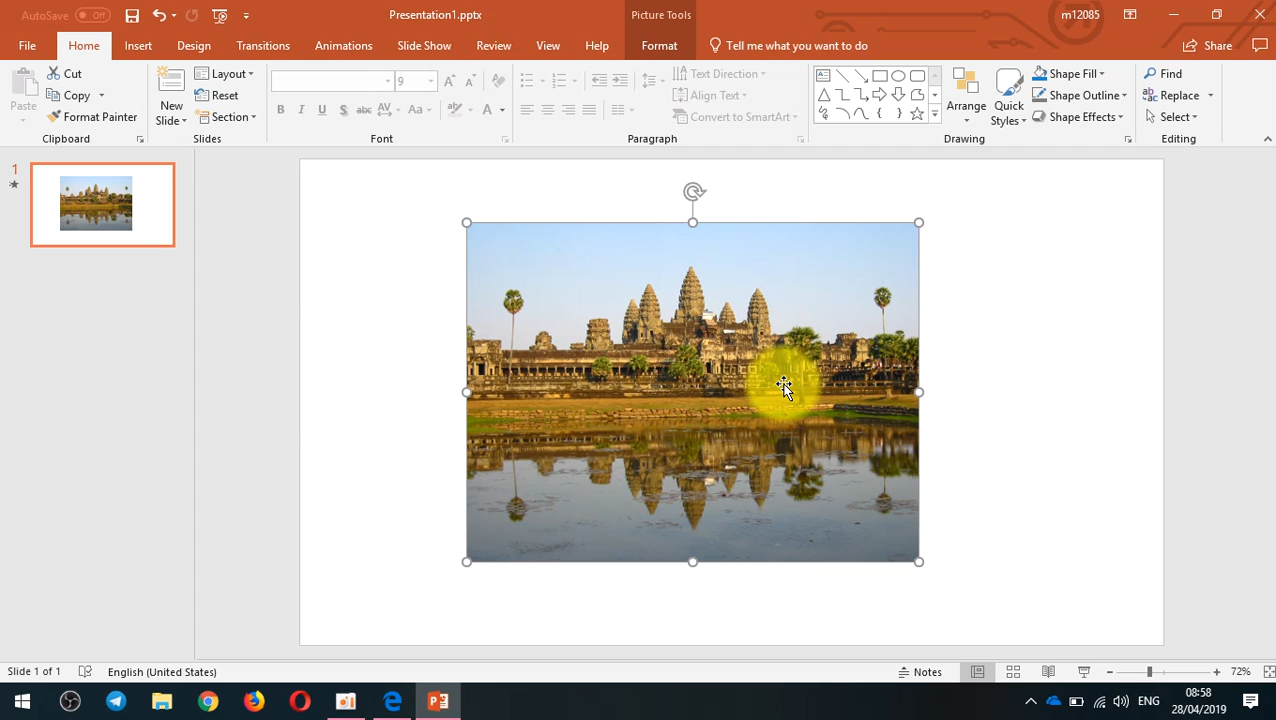 AutoSave Off
Presentation1.pptx
Picture Tools
m12085
File Home Insert Design Transitions Animations Slide Show Review View Help Format Tell me what you want to do Share
Paste
Cut
Copy
Format Painter
Clipboard
New Slide
Layout
Reset
Section
Slides
9
B I U S abc AV Aa
ab A
Font
Text Direction
Align Text
Convert to SmartArt
Paragraph
Arrange
Quick Styles
Shape Fill
Shape Outline
Shape Effects
Drawing
Find
Replace
Select
Editing
1
Slide 1 of 1
English (United States)
Notes
72%
ENG
08:58
28/04/2019